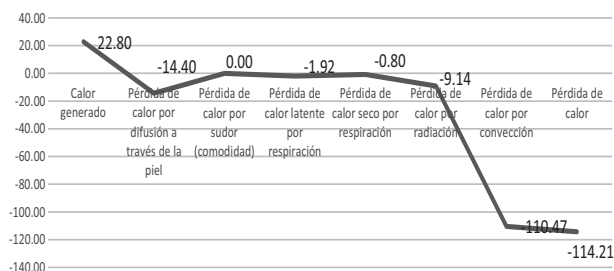 40.00
20.00
0.00
-20.00
-40.00
-60.00
-80.00
-100.00
-120.00
-140.00
22.80
-14.40
0.00
-1.92
-0.80
-9.14
-110.47
-114.21
Calor
generado
Pérdida de
calor por
difusión a
través de la
piel
Pérdida de
calor por
sudor
(comodidad)
Pérdida de
calor latente
por
respiración
Pérdida de
calor seco por
respiración
Pérdida de
calor por
radiación
Pérdida de
calor por
convección
Pérdida de
calor